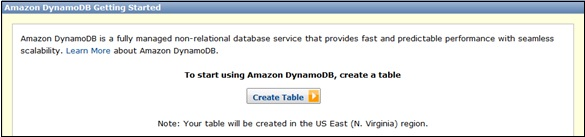 Amazon DynamoDB Getting Started
Amazon DynamoDB is a fully managed non-relational database service that provides fast and predictable performance with seamless
scalability. Learn More about Amazon DynamoDB.
To start using Amazon DynamoDB, create a table
Create Table
Note: Your table will be created in the US East (N. Virginia) region.